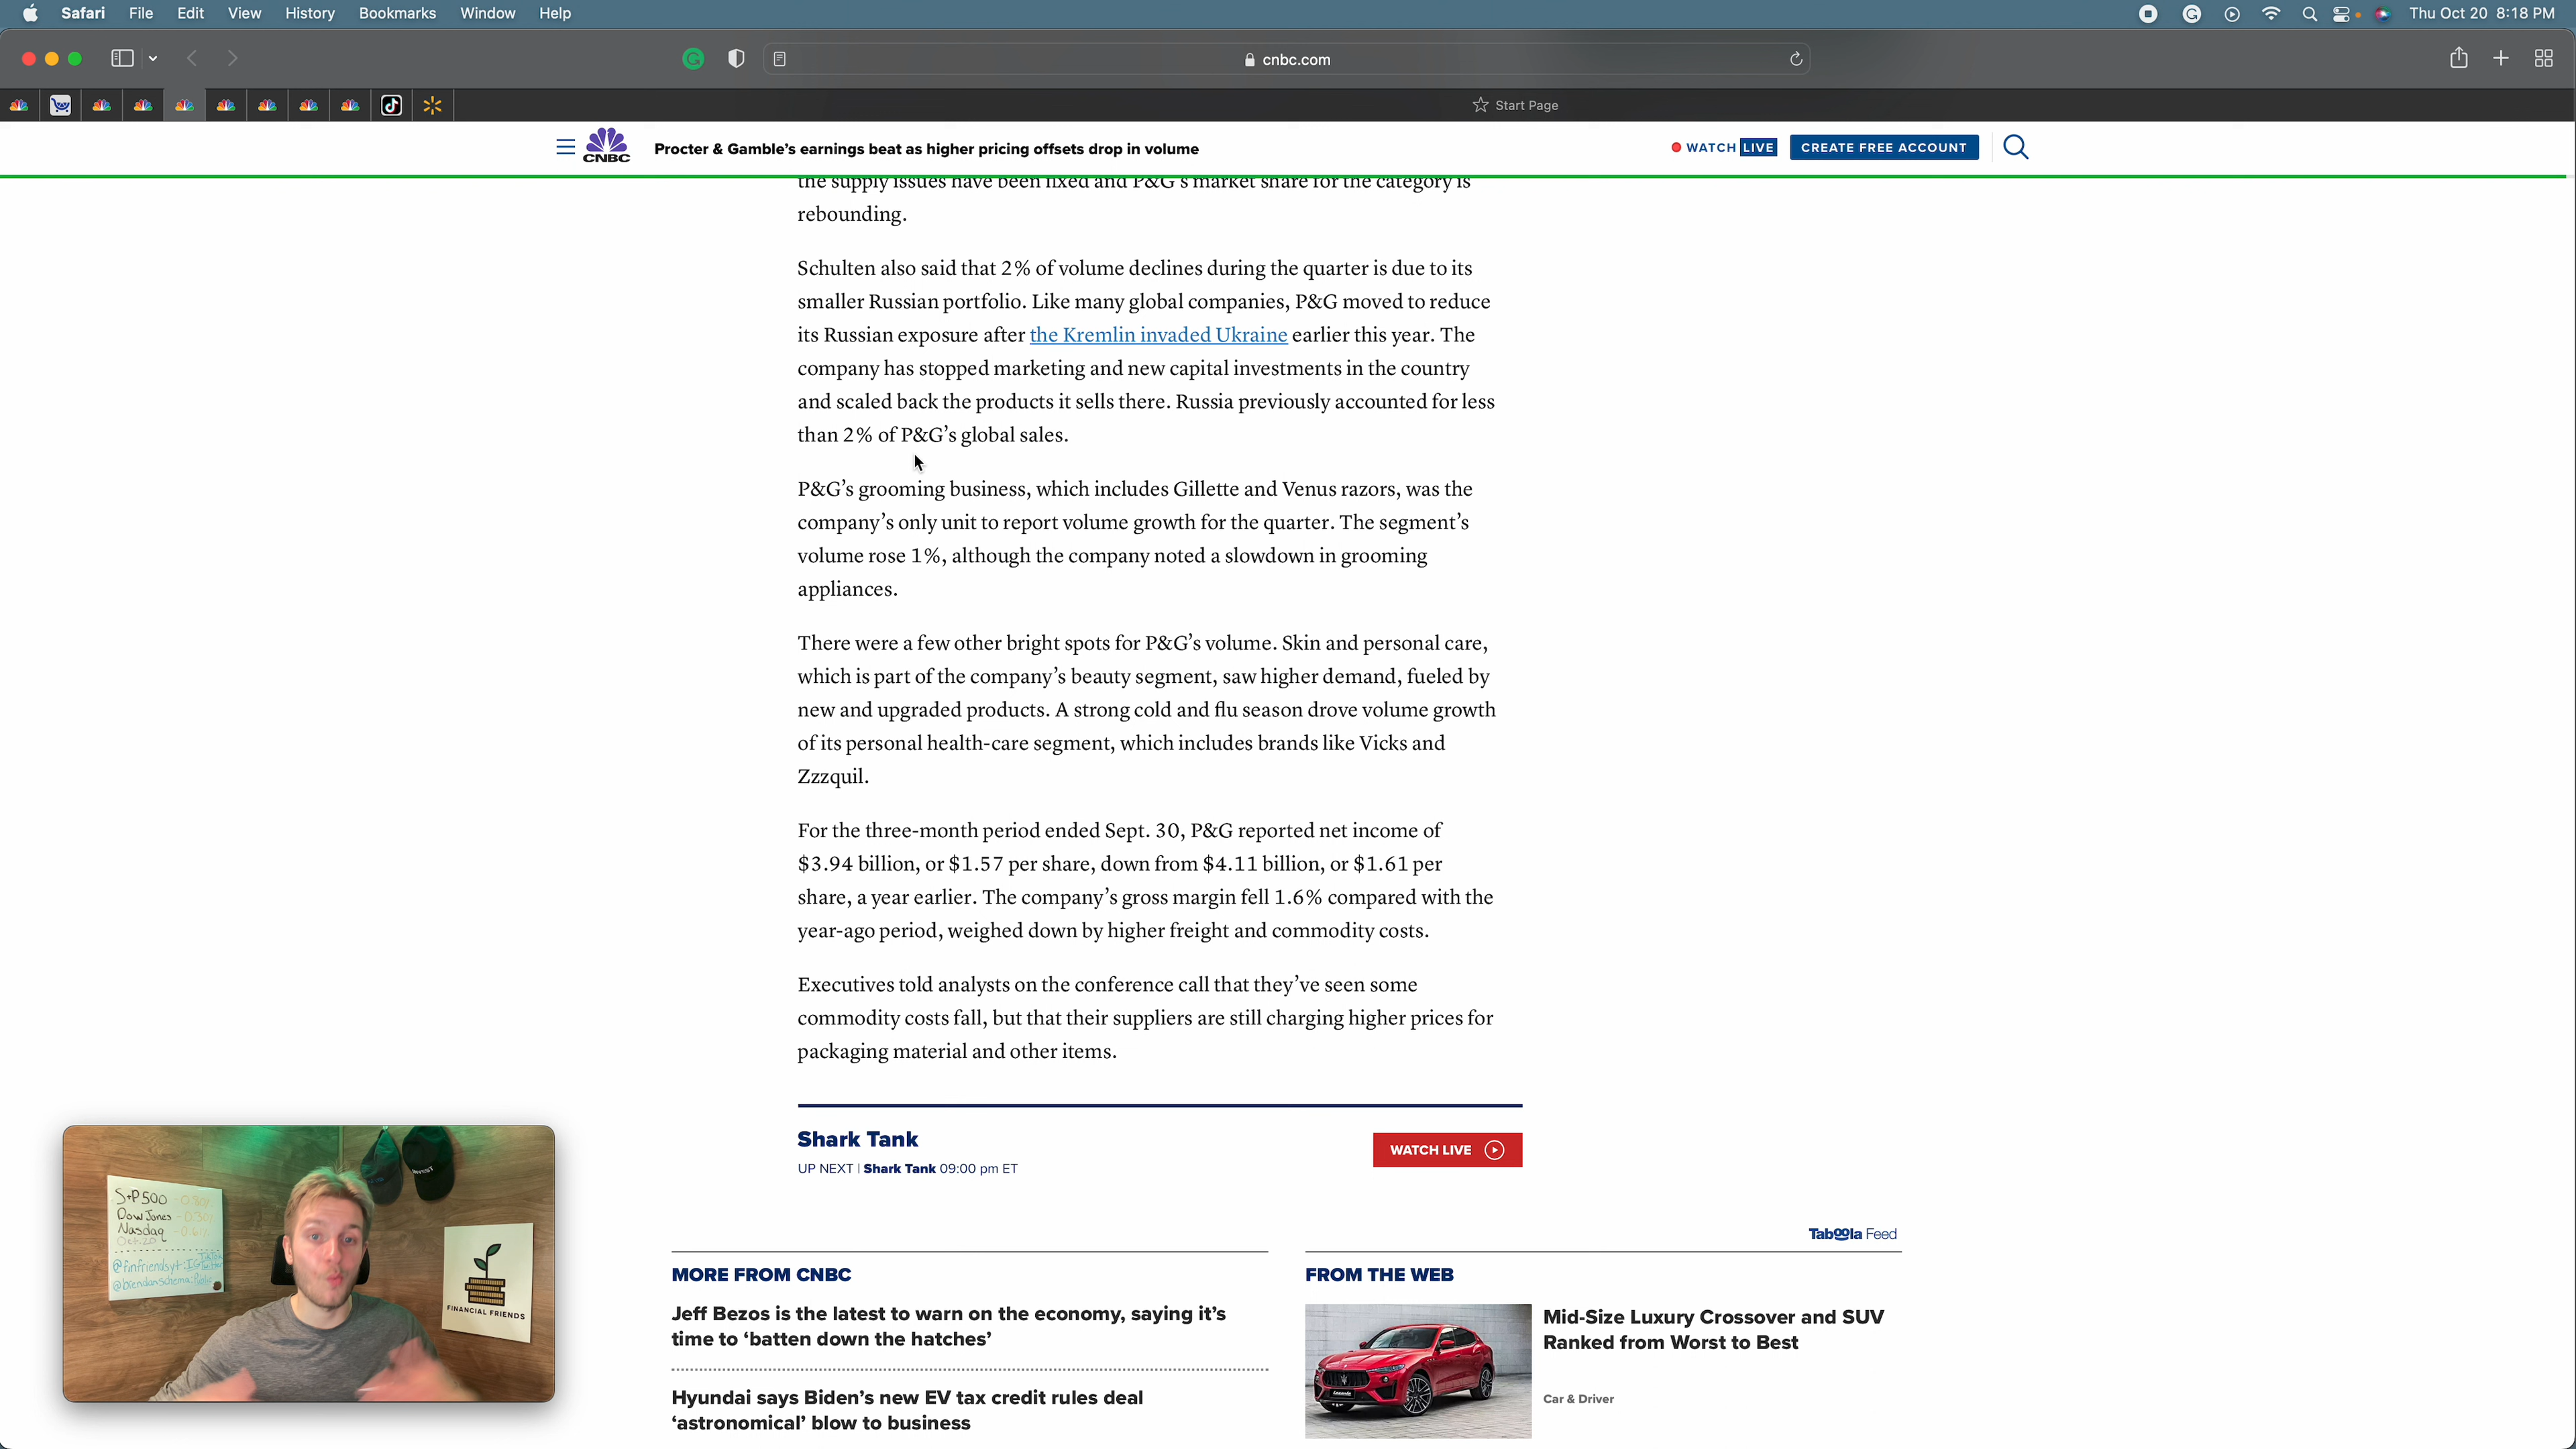 Safari File Edit View History Bookmarks Window Help
Thu Oct 20 8:18 PM
cnbc.com
Start Page
CNBC
Procter & Gamble’s earnings beat as higher pricing offsets drop in volume
WATCH LIVE
CREATE FREE ACCOUNT
the supply issues have been fixed and P&G’s market share for the category is
rebounding.
Schulten also said that 2% of volume declines during the quarter is due to its
smaller Russian portfolio. Like many global companies, P&G moved to reduce
its Russian exposure after the Kremlin invaded Ukraine earlier this year. The
company has stopped marketing and new capital investments in the country
and scaled back the products it sells there. Russia previously accounted for less
than 2% of P&G’s global sales.
P&G’s grooming business, which includes Gillette and Venus razors, was the
company’s only unit to report volume growth for the quarter. The segment’s
volume rose 1%, although the company noted a slowdown in grooming
appliances.
There were a few other bright spots for P&G’s volume. Skin and personal care,
which is part of the company’s beauty segment, saw higher demand, fueled by
new and upgraded products. A strong cold and flu season drove volume growth
of its personal health-care segment, which includes brands like Vicks and
Zzzquil.
For the three-month period ended Sept. 30, P&G reported net income of
$3.94 billion, or $1.57 per share, down from $4.11 billion, or $1.61 per
share, a year earlier. The company’s gross margin fell 1.6% compared with the
year-ago period, weighed down by higher freight and commodity costs.
Executives told analysts on the conference call that they’ve seen some
commodity costs fall, but that their suppliers are still charging higher prices for
packaging material and other items.
Shark Tank
UP NEXT | Shark Tank 09:00 pm ET
WATCH LIVE
Taboola Feed
MORE FROM CNBC
Jeff Bezos is the latest to warn on the economy, saying it’s
time to ‘batten down the hatches’
Hyundai says Biden’s new EV tax credit rules deal
‘astronomical’ blow to business
FROM THE WEB
Mid-Size Luxury Crossover and SUV
Ranked from Worst to Best
Car & Driver
S+P 500
Dow Jones
Nasdaq
Oct. 20
@finfriendsyt:
FINANCIAL FRIENDS